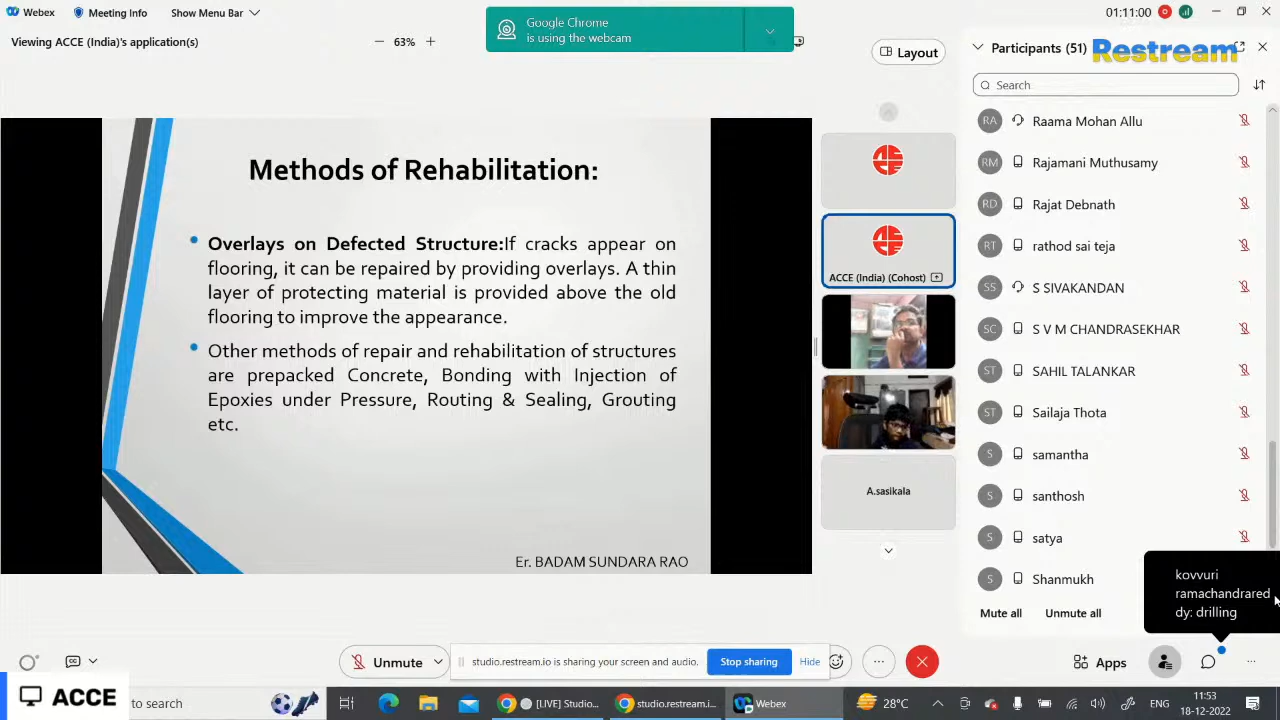 Webex
Meeting Info
Show Menu Bar
Google Chrome
is using the webcam
01:11:00
Viewing ACCE (India)'s application(s)
63%
Layout
Participants (51)
Restream
Search
Methods of Rehabilitation:
Overlays on Defected Structure:If cracks appear on
flooring, it can be repaired by providing overlays. A thin
layer of protecting material is provided above the old
flooring to improve the appearance.
Other methods of repair and rehabilitation of structures
are prepacked Concrete, Bonding with Injection of
Epoxies under Pressure, Routing & Sealing, Grouting
etc.
Er. BADAM SUNDARA RAO
ACCE (India) (Cohost)
A.sasikala
RA Raama Mohan Allu
RM Rajamani Muthusamy
RD Rajat Debnath
RT rathod sai teja
SS S SIVAKANDAN
SC S V M CHANDRASEKHAR
ST SAHIL TALANKAR
ST Sailaja Thota
S samantha
S santhosh
S satya
S Shanmukh
kovvuri
ramachandrared
dy: drilling
Mute all Unmute all
Unmute
studio.restream.io is sharing your screen and audio.
Stop sharing
Hide
Apps
ACCE
to search
[LIVE] Studio...
studio.restream.i...
Webex
28°C
ENG
11:53
18-12-2022